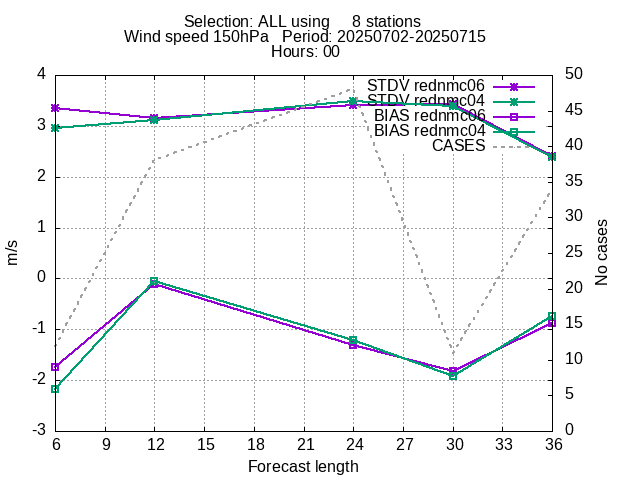 Selection: ALL using 8 stations
Wind speed 150hPa Period: 20250702-20250715
Hours: 00
STDV rednmc06
STDV rednmc04
BIAS rednmc06
BIAS rednmc04
CASES
4
3
2
1
0
-1
-2
-3
m/s
50
45
40
35
30
25
20
15
10
5
0
No cases
6 9 12 15 18 21 24 27 30 33 36
Forecast length